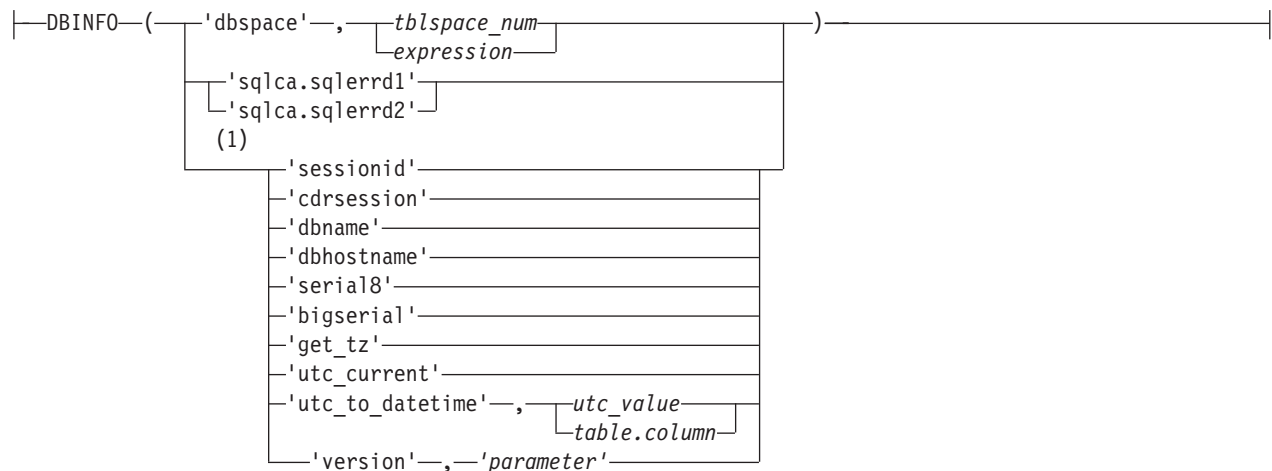 DBINFO ( 'dbspace' , tblspace_num )
expression
'sqlca.sqlerrd1'
'sqlca.sqlerrd2'
(1)
'sessionid'
'cdrsession'
'dbname'
'dbhostname'
'serial8'
'bigserial'
'get_tz'
'utc_current'
'utc_to_datetime' , utc_value
table.column
'version' , 'parameter'